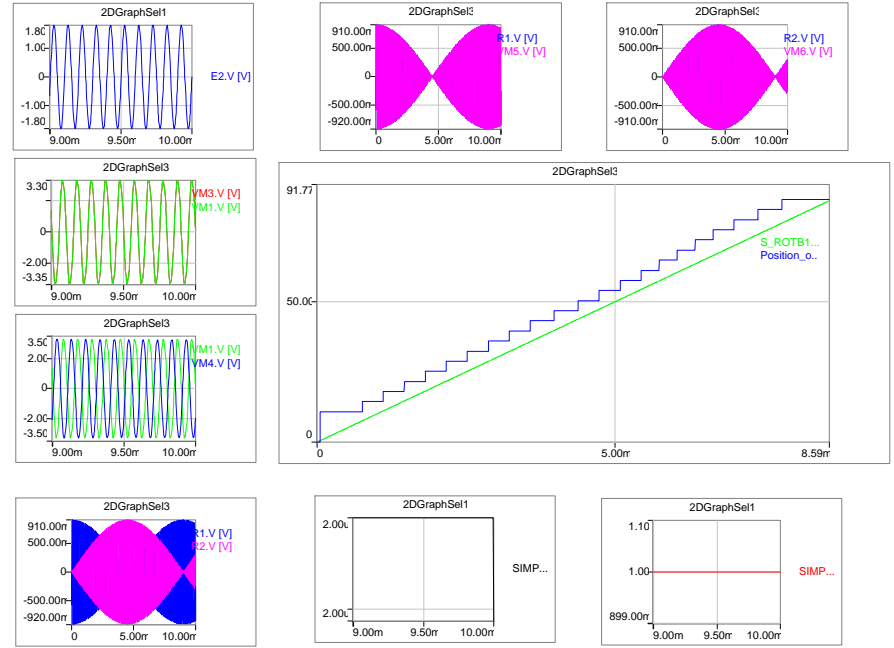 2DGraphSel1
1.80
1.00
0
-1.00
-1.80
9.00m 9.50m 10.00m
E2.V [V]
2DGraphSel3
910.00m
500.00m
0
-500.00m
-920.00m
0 5.00m 10.00m
R1.V [V]
VM5.V [V]
2DGraphSel3
910.00m
500.00m
0
-500.00m
-910.00m
0 5.00m 10.00m
R2.V [V]
VM6.V [V]
2DGraphSel3
3.30
0
-2.00
-3.35
9.00m 9.50m 10.00m
VM3.V [V]
VM1.V [V]
2DGraphSel3
91.77
50.00
0
0 5.00m 8.59m
S_ROTB1...
Position_o..
2DGraphSel3
3.50
2.00
0
-2.00
-3.50
9.00m 9.50m 10.00m
VM1.V [V]
VM4.V [V]
2DGraphSel3
910.00m
500.00m
0
-500.00m
-920.00m
0 5.00m 10.00m
R1.V [V]
R2.V [V]
2DGraphSel1
2.00u
2.00u
9.00m 9.50m 10.00m
SIMP...
2DGraphSel1
1.10
1.00
899.00m
9.00m 9.50m 10.00m
SIMP...